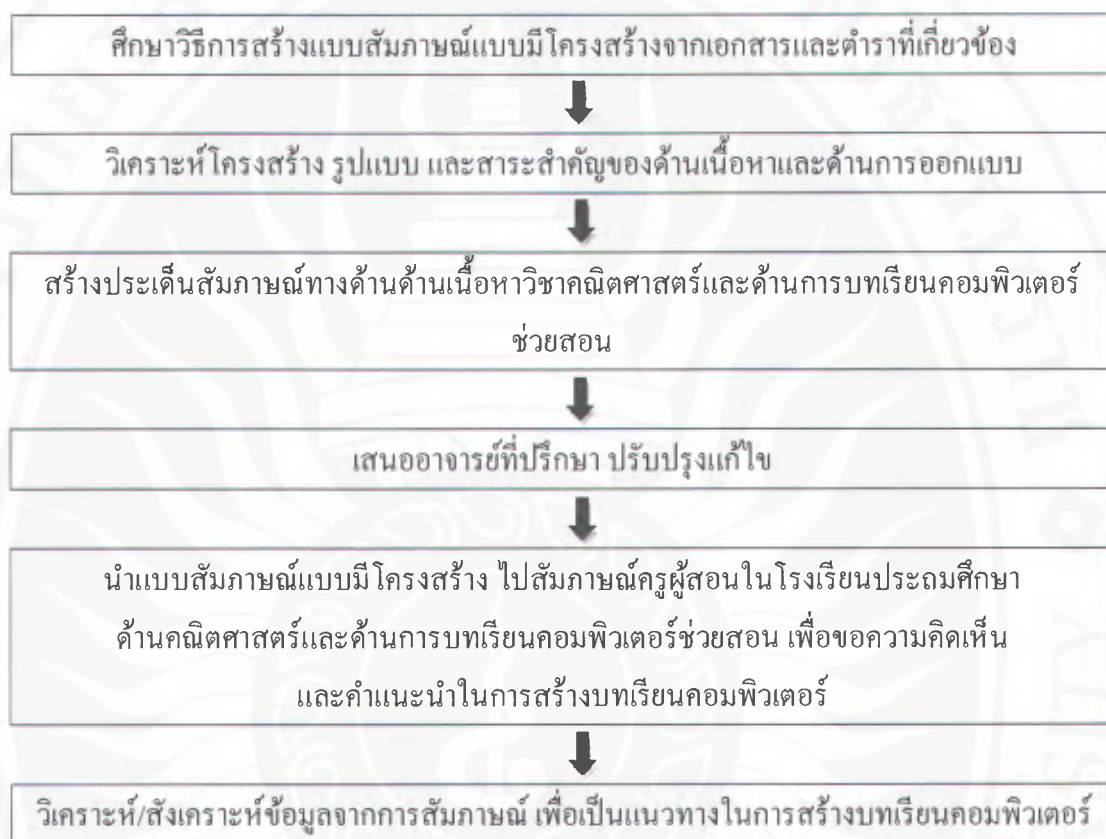 ศึกษาวิธีการสร้างแบบสัมภาษณ์แบบมีโครงสร้างจากเอกสารและตำราที่เกี่ยวข้อง
วิเคราะห์โครงสร้าง รูปแบบ และสาระสำคัญของด้านเนื้อหาและด้านการออกแบบ
สร้างประเด็นสัมภาษณ์ทางด้านด้านเนื้อหาวิชาคณิตศาสตร์และด้านการบทเรียนคอมพิวเตอร์
ช่วยสอน
เสนออาจารย์ที่ปรึกษา ปรับปรุงแก้ไข
นำแบบสัมภาษณ์แบบมีโครงสร้าง ไปสัมภาษณ์ครูผู้สอนในโรงเรียนประถมศึกษา
ด้านคณิตศาสตร์และด้านการบทเรียนคอมพิวเตอร์ช่วยสอน เพื่อขอความคิดเห็น
และคำแนะนำในการสร้างบทเรียนคอมพิวเตอร์
วิเคราะห์/สังเคราะห์ข้อมูลจากการสัมภาษณ์ เพื่อเป็นแนวทางในการสร้างบทเรียนคอมพิวเตอร์